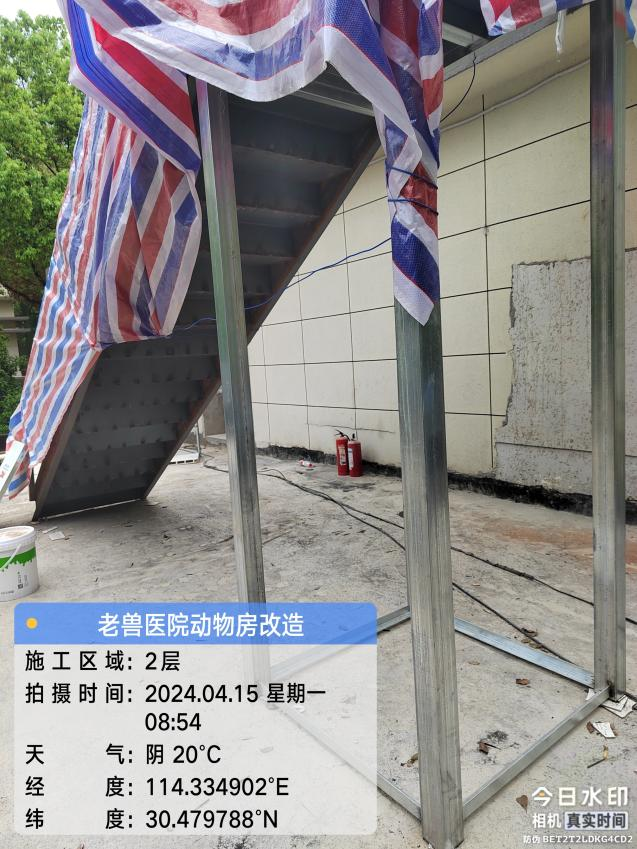 老兽医院动物房改造
施工区域：2层
拍摄时间：2024.04.15 星期一
08:54
天气：阴 20°C
经度：114.334902°E
纬度：30.479788°N
今日水印
相机 真实时间
防伪 BET2T2LDKG4CD2